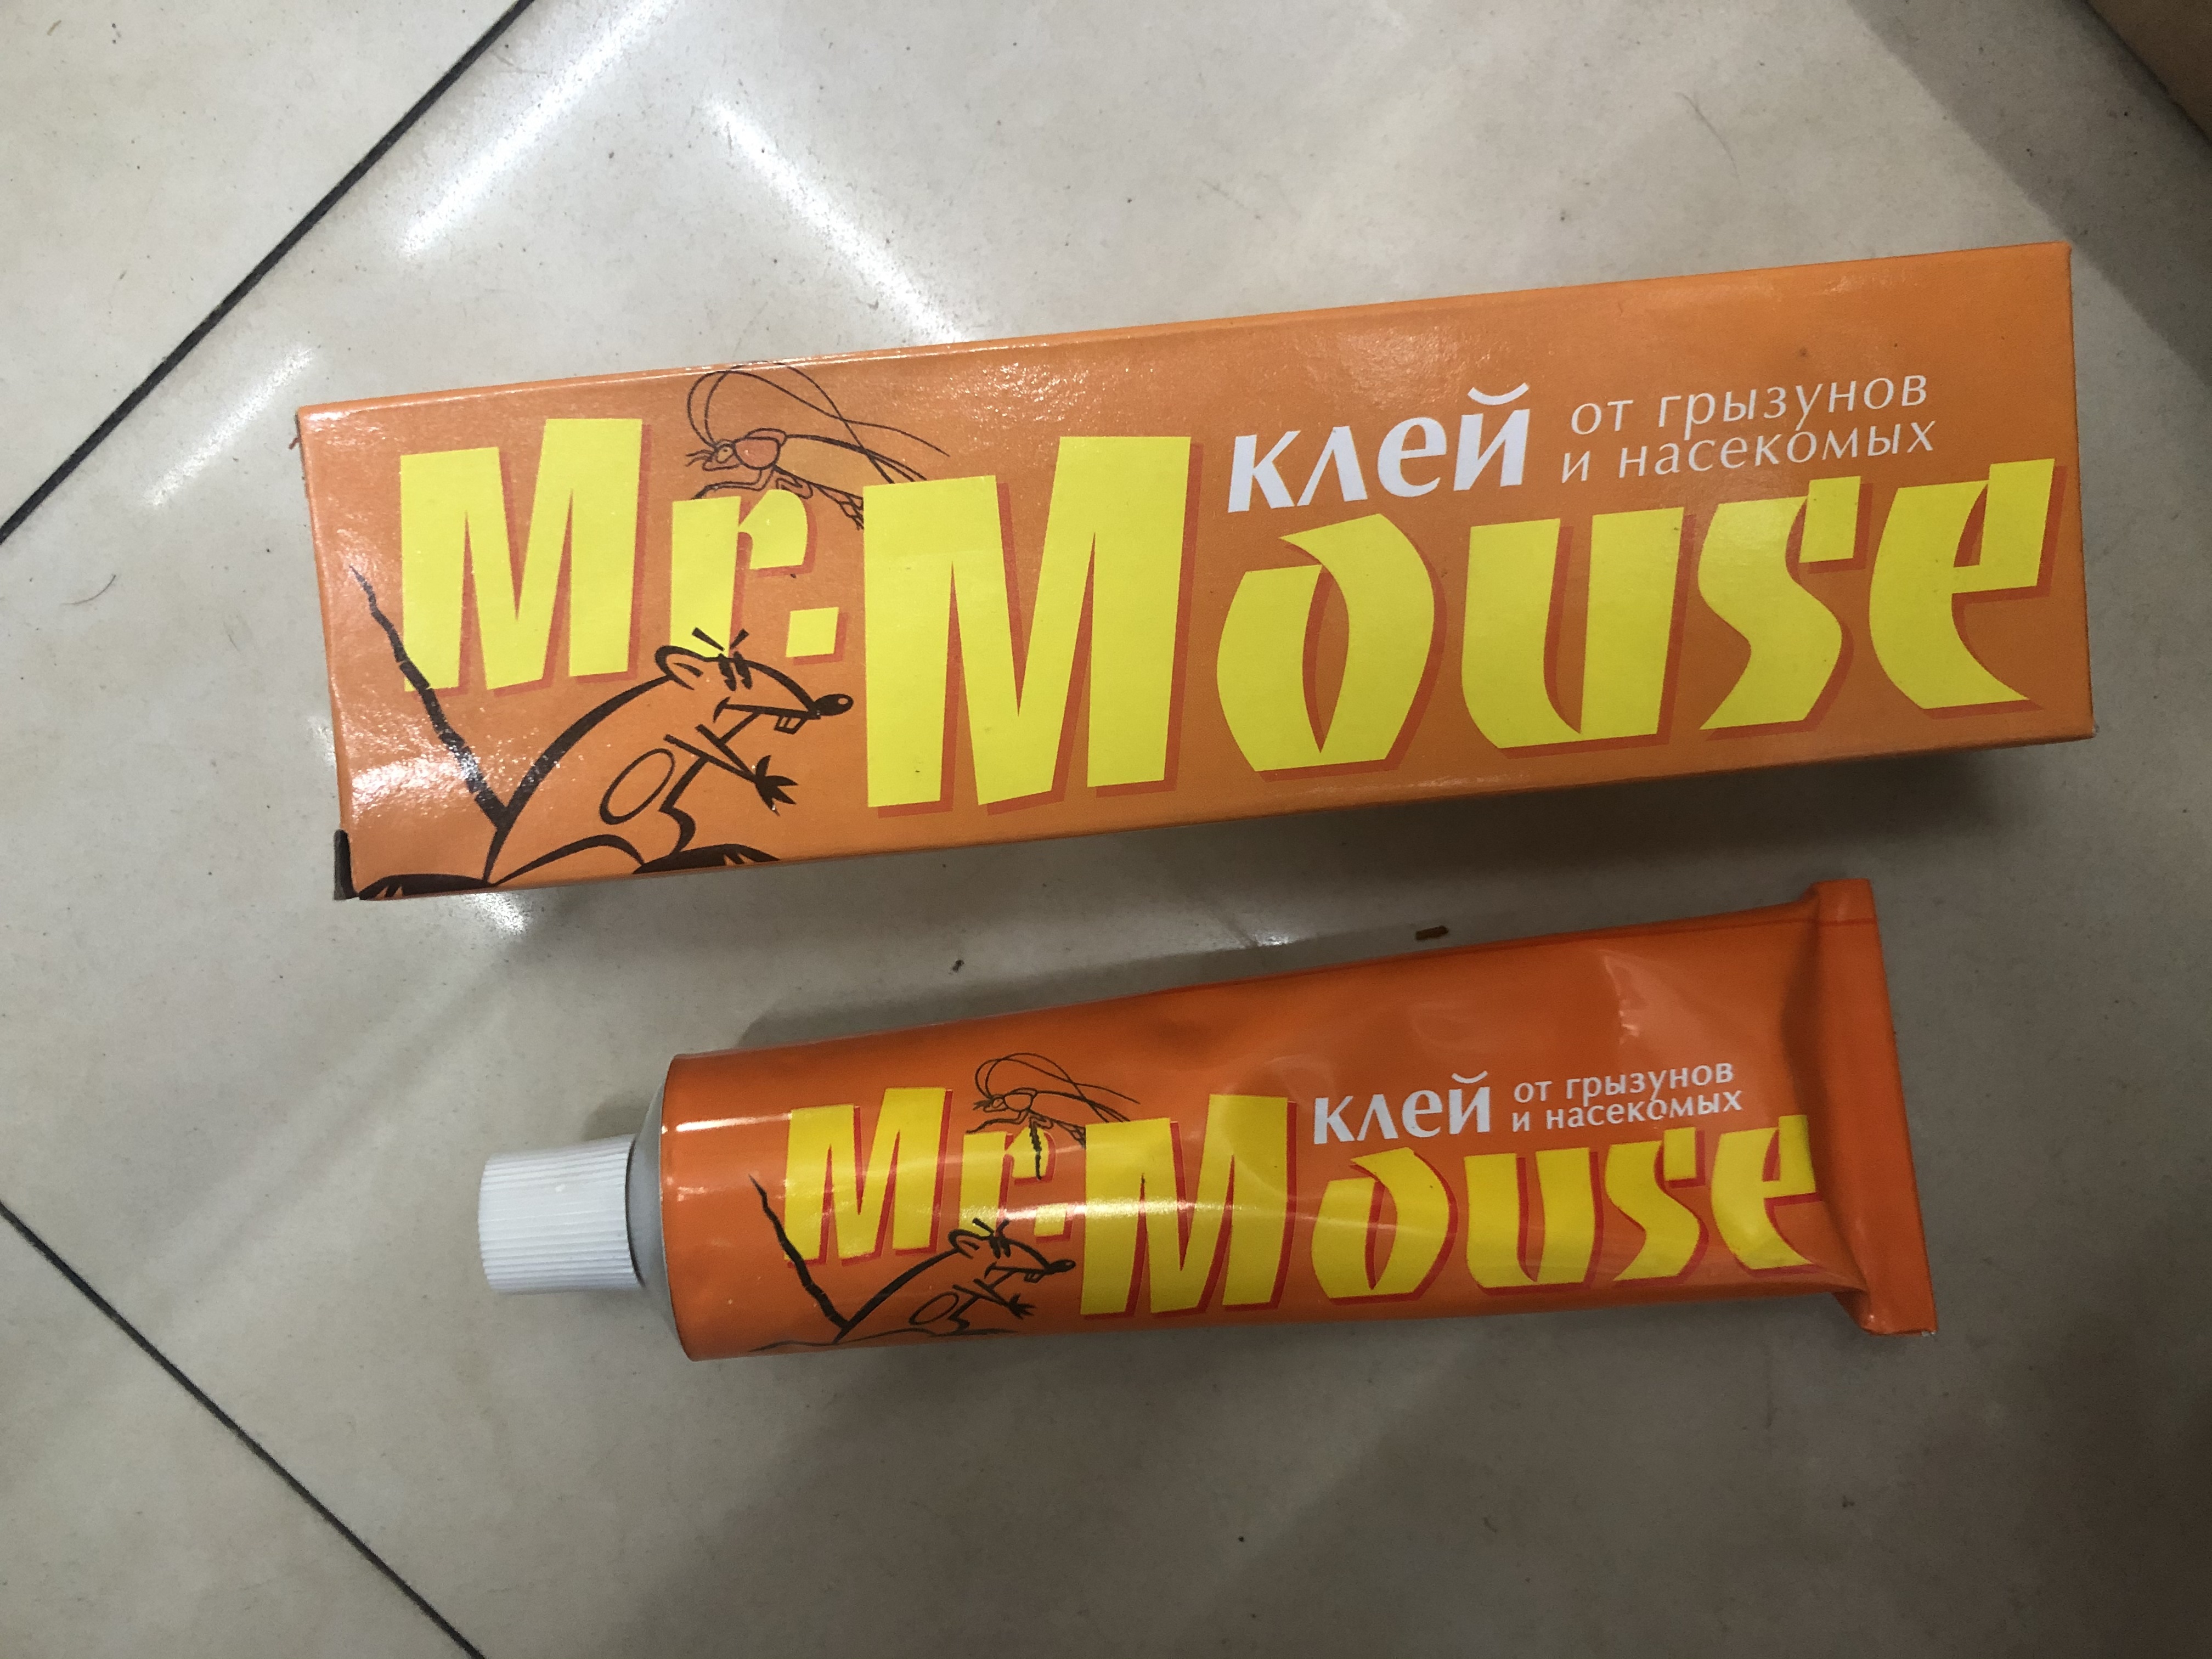 клей от грызунов
и насекомых
Mr. Mouse
клей от грызунов
и насекомых
Mr. Mouse